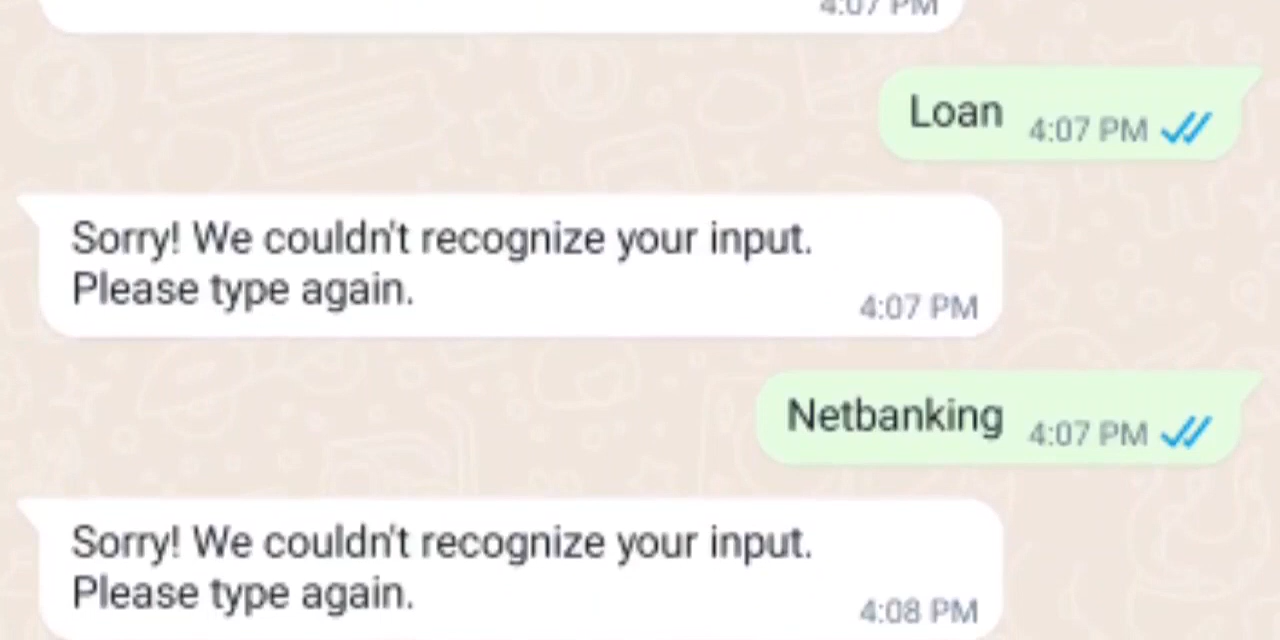 4:07 PM
Loan 4:07 PM
Sorry! We couldn't recognize your input.
Please type again.
4:07 PM
Netbanking 4:07 PM
Sorry! We couldn't recognize your input.
Please type again.
4:08 PM